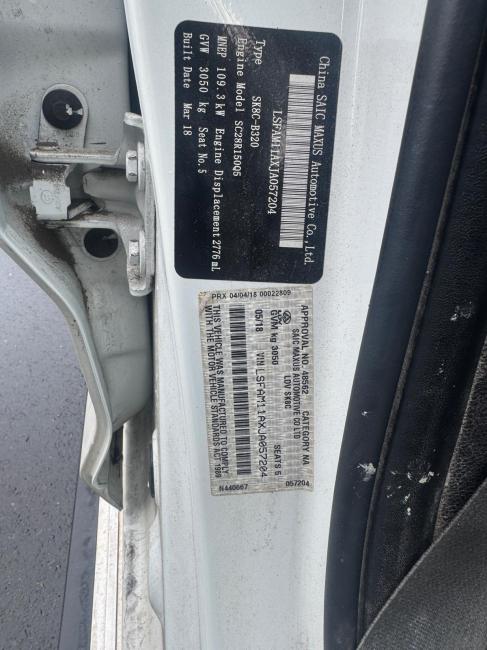 China SAIC MAXUS Automotive Co., Ltd.
LSFAM11AXJA057204
Type SK8C-B320
Engine Model SC28R150Q5
MNEP 109.3 kW Engine Displacement 2776 mL
GVW 3050 kg Seat No. 5
Built Date Mar 18
APPROVAL NO. 48562 CATEGORY NA
SAIC MAXUS AUTOMOTIVE CO LTD
LDV SK8C
GVM kg 3050 SEATS 5
05/18 VIN LSFAM11AXJA057204
THIS VEHICLE WAS MANUFACTURED TO COMPLY
WITH THE MOTOR VEHICLE STANDARDS ACT 1989
PRX 04/04/18 00022809
N440667
057204